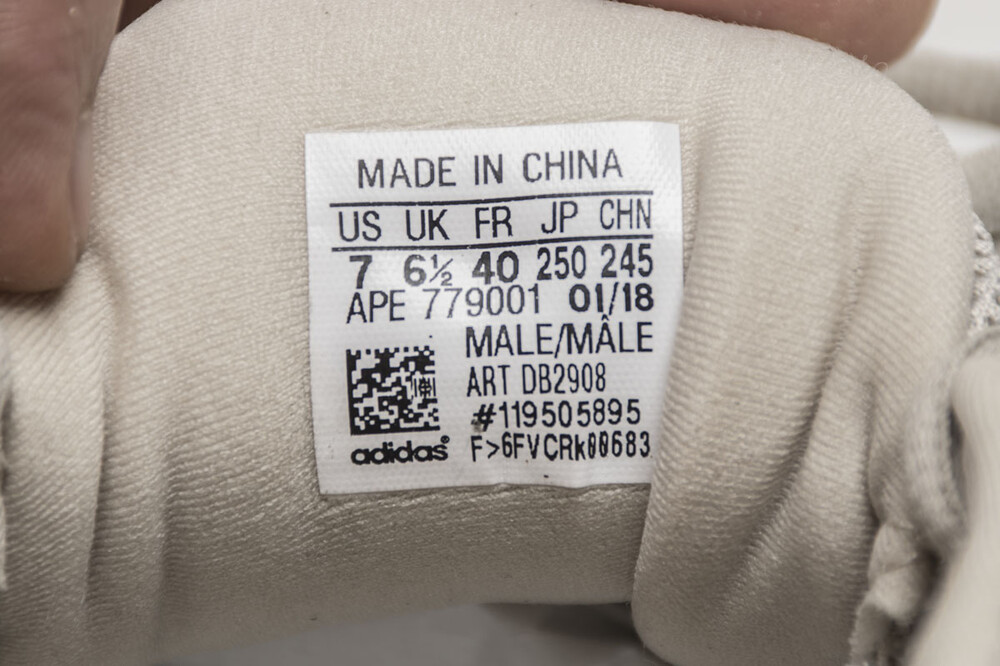 MADE IN CHINA
US UK FR JP CHN
7 6½ 40 250 245
APE 779001 01/18
MALE/MÂLE
ART DB2908
#119505895
adidas® F>6FVCRk00683